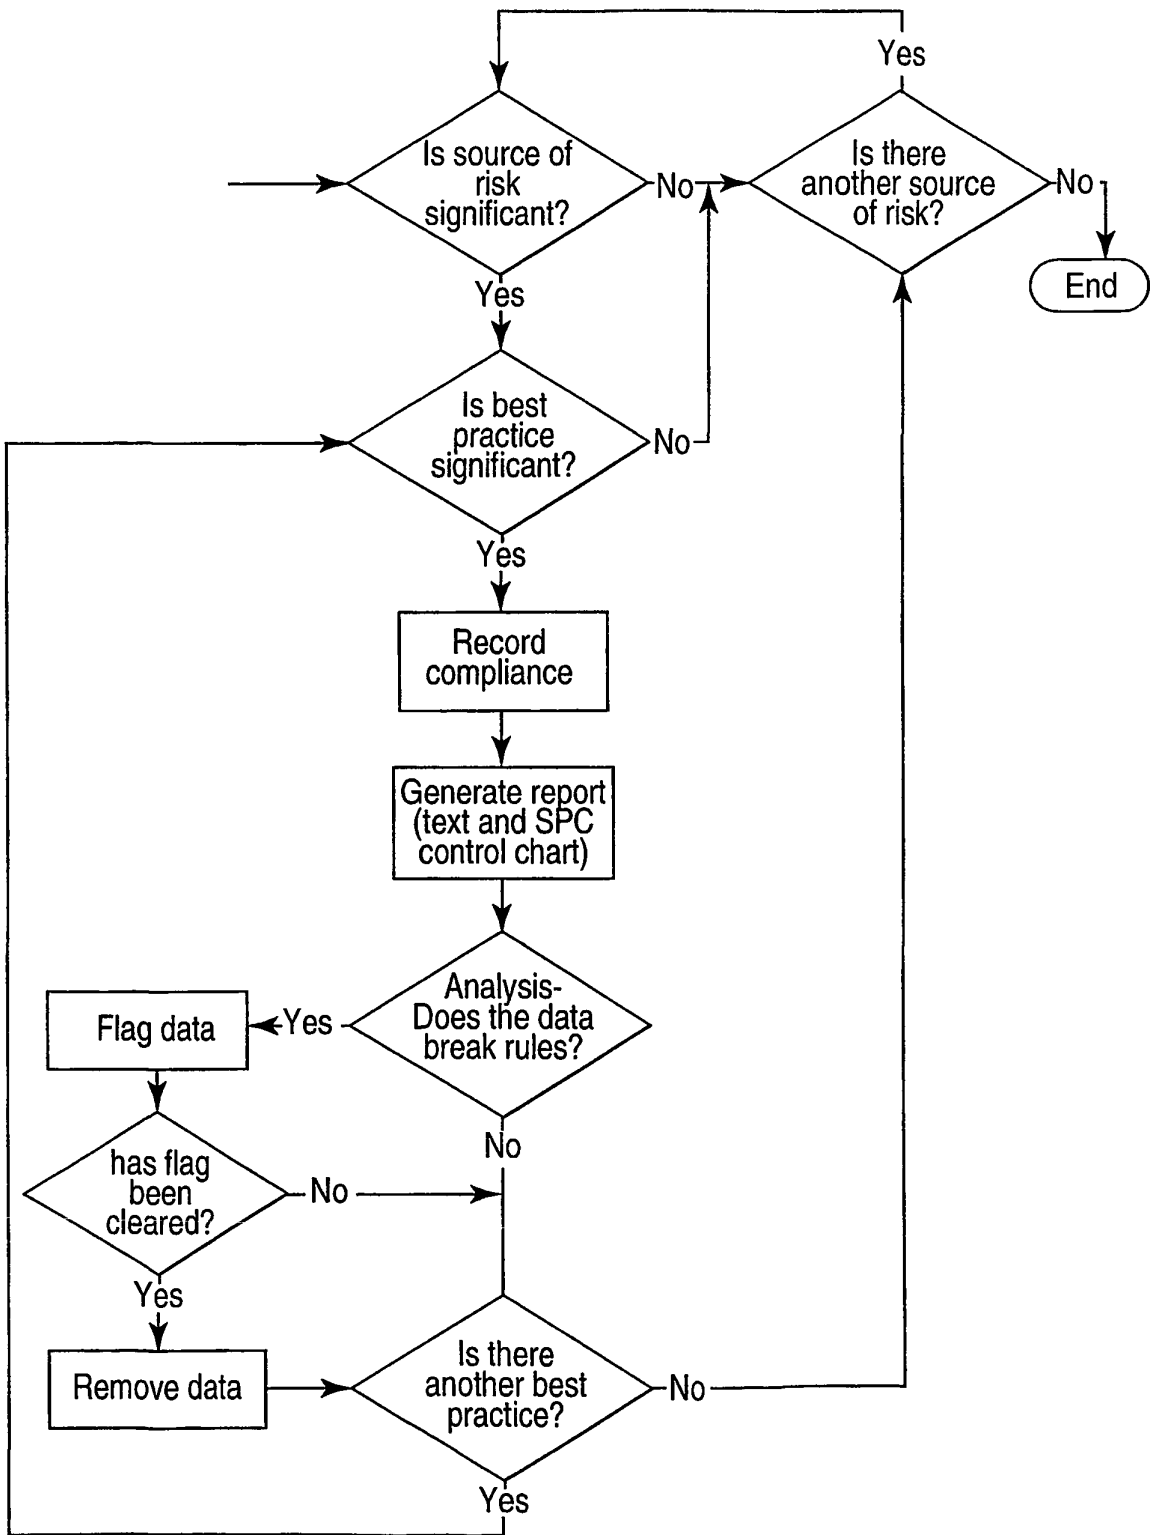 Yes
Is source of
risk
significant?
No
Is there
another source
of risk?
No
End
Yes
Is best
practice
significant?
No
Yes
Record
compliance
Generate report
(text and SPC
control chart)
Analysis-
Does the data
break rules?
Yes
Flag data
No
has flag
been
cleared?
No
Yes
Remove data
Is there
another best
practice?
No
Yes